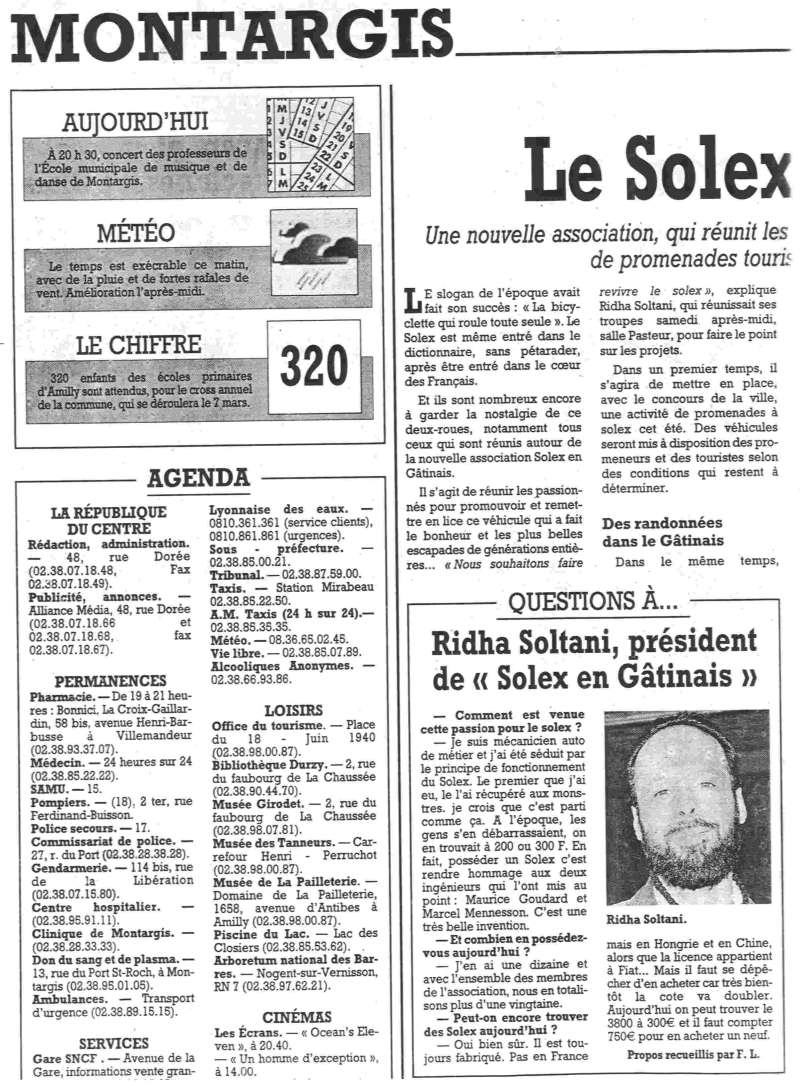 MONTARGIS
AUJOURD'HUI
À 20 h 30, concert des professeurs de
l'École municipale de musique et de
danse de Montargis.
MÉTÉO
Le temps est exécrable ce matin,
avec de la pluie et de fortes rafales de
vent. Amélioration l'après-midi.
LE CHIFFRE
320
320 enfants des écoles primaires
d'Amilly sont attendus, pour le cross annuel
de la commune, qui se déroulera le 7 mars.
AGENDA
LA RÉPUBLIQUE
DU CENTRE
Rédaction, administration.
— 48, rue Dorée
(02.38.07.18.48, Fax
02.38.07.18.49).
Publicité, annonces. —
Alliance Média, 48, rue Dorée
(02.38.07.18.66 et
02.38.07.18.68, fax
02.38.07.18.67).
PERMANENCES
Pharmacie. — De 19 à 21 heu-
res : Bonnici, La Croix-Gaillar-
din, 58 bis, avenue Henri-Bar-
busse à Villemandeur
(02.38.93.37.07).
Médecin. — 24 heures sur 24
(02.38.85.22.22).
SAMU. — 15.
Pompiers. — (18), 2 ter, rue
Ferdinand-Buisson.
Police secours. — 17.
Commissariat de police. —
27, r. du Port (02.38.28.38.28).
Gendarmerie. — 114 bis, rue
de la Libération
(02.38.07.15.80).
Centre hospitalier. —
(02.38.95.91.11).
Clinique de Montargis. —
(02.38.28.33.33).
Don du sang et de plasma. —
13, rue du Port St-Roch, à Mon-
targis (02.38.95.01.05).
Ambulances. — Transport
d'urgence (02.38.89.15.15).
SERVICES
Gare SNCF . — Avenue de la
Gare, informations vente gran-
Lyonnaise des eaux. —
0810.361.361 (service clients),
0810.861.861 (urgences).
Sous - préfecture. —
02.38.85.00.21.
Tribunal. — 02.38.87.59.00.
Taxis. — Station Mirabeau
02.38.85.22.50.
A.M. Taxis (24 h sur 24).—
02.38.85.35.35.
Météo. — 08.36.65.02.45.
Vie libre. — 02.38.85.07.89.
Alcooliques Anonymes. —
02.38.66.93.86.
LOISIRS
Office du tourisme. — Place
du 18 - Juin 1940
(02.38.98.00.87).
Bibliothèque Durzy. — 2, rue
du faubourg de La Chaussée
(02.38.90.44.70).
Musée Girodet. — 2, rue du
faubourg de La Chaussée
(02.38.98.07.81).
Musée des Tanneurs. — Car-
refour Henri - Perruchot
(02.38.98.00.87).
Musée de La Pailleterie. —
Domaine de La Pailleterie,
1658, avenue d'Antibes à
Amilly (02.38.98.00.87).
Piscine du Lac. — Lac des
Closiers (02.38.85.53.62).
Arboretum national des Bar-
res. — Nogent-sur-Vernisson,
RN 7 (02.38.97.62.21).
CINÉMAS
Les Écrans. — « Ocean's Ele-
ven », à 20.40.
— « Un homme d'exception »,
à 14.00.
Le Solex
Une nouvelle association, qui réunit les
de promenades touris
LE slogan de l'époque avait
fait son succès : « La bicy-
clette qui roule toute seule ». Le
Solex est même entré dans le
dictionnaire, sans pétarader,
après être entré dans le cœur
des Français.
Et ils sont nombreux encore
à garder la nostalgie de ce
deux-roues, notamment tous
ceux qui sont réunis autour de
la nouvelle association Solex en
Gâtinais.
Il s'agit de réunir les passion-
nés pour promouvoir et remet-
tre en lice ce véhicule qui a fait
le bonheur et les plus belles
escapades de générations entiè-
res... « Nous souhaitons faire
revivre le solex », explique
Ridha Soltani, qui réunissait ses
troupes samedi après-midi,
salle Pasteur, pour faire le point
sur les projets.
Dans un premier temps, il
s'agira de mettre en place,
avec le concours de la ville,
une activité de promenades à
solex cet été. Des véhicules
seront mis à disposition des pro-
meneurs et des touristes selon
des conditions qui restent à
déterminer.
Des randonnées
dans le Gâtinais
Dans le même temps,
QUESTIONS À...
Ridha Soltani, président
de « Solex en Gâtinais »
— Comment est venue
cette passion pour le solex ?
— Je suis mécanicien auto
de métier et j'ai été séduit par
le principe de fonctionnement
du Solex. Le premier que j'ai
eu, le l'ai récupéré aux mons-
tres. je crois que c'est parti
comme ça. A l'époque, les
gens s'en débarrassaient, on
en trouvait à 200 ou 300 F. En
fait, posséder un Solex c'est
rendre hommage aux deux
ingénieurs qui l'ont mis au
point : Maurice Goudard et
Marcel Mennesson. C'est une
très belle invention.
— Et combien en possédez-
vous aujourd'hui ?
— J'en ai une dizaine et
avec l'ensemble des membres
de l'association, nous en totali-
sons plus d'une vingtaine.
— Peut-on encore trouver
des Solex aujourd'hui ?
— Oui bien sûr. Il est tou-
jours fabriqué. Pas en France
Ridha Soltani.
mais en Hongrie et en Chine,
alors que la licence appartient
à Fiat... Mais il faut se dépê-
cher d'en acheter car très bien-
tôt la cote va doubler.
Aujourd'hui on peut trouver le
3800 à 300€ et il faut compter
750€ pour en acheter un neuf.
Propos recueillis par F. L.